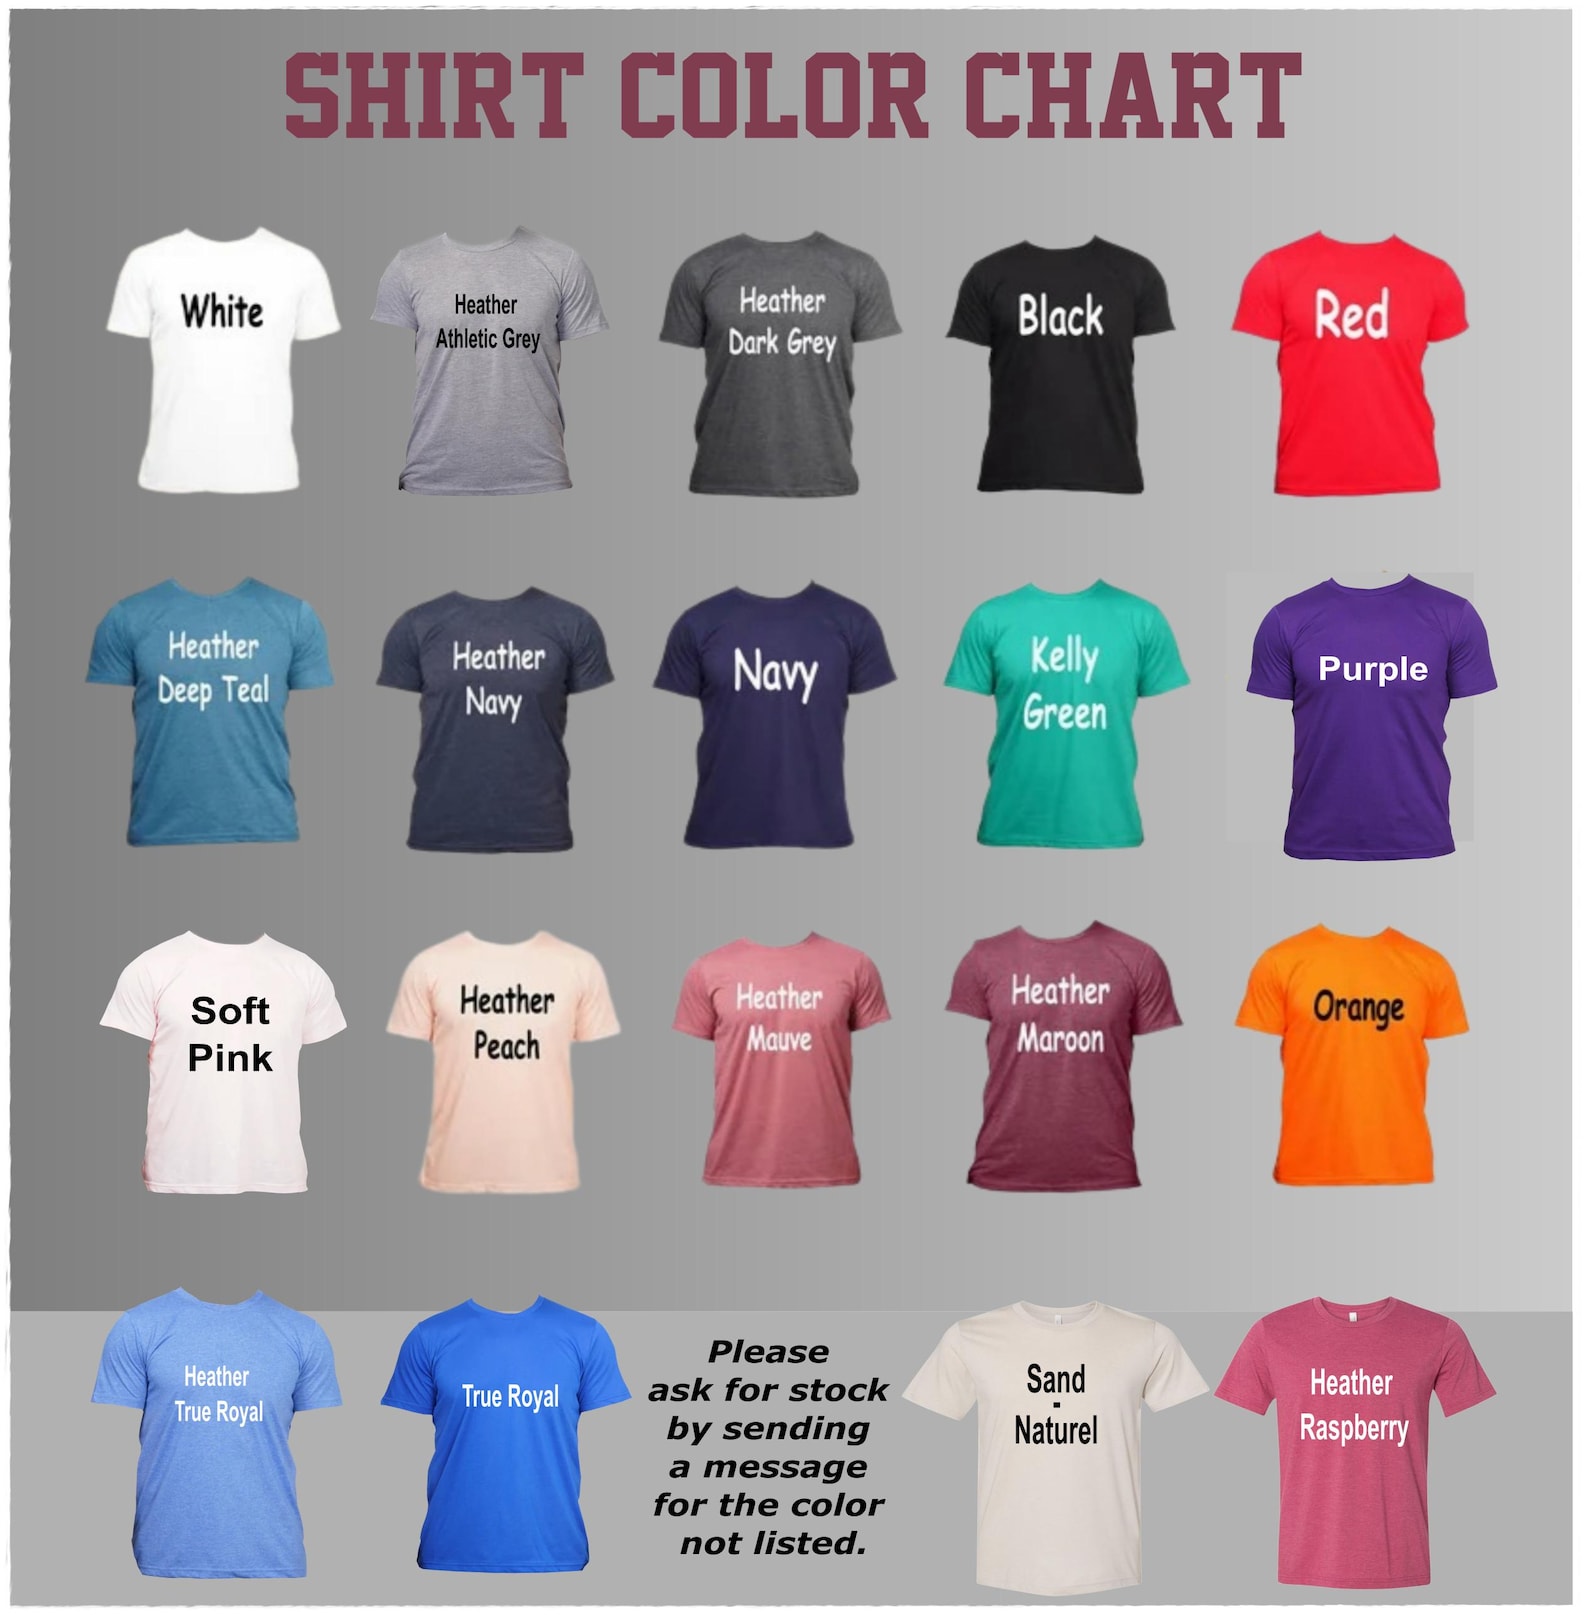 SHIRT COLOR CHART
White
Heather
Athletic Grey
Heather
Dark Grey
Black
Red
Heather
Deep Teal
Heather
Navy
Navy
Kelly
Green
Purple
Soft
Pink
Heather
Peach
Heather
Mauve
Heather
Maroon
Orange
Heather
True Royal
True Royal
Please
ask for stock
by sending
a message
for the color
not listed.
Sand
-
Naturel
Heather
Raspberry